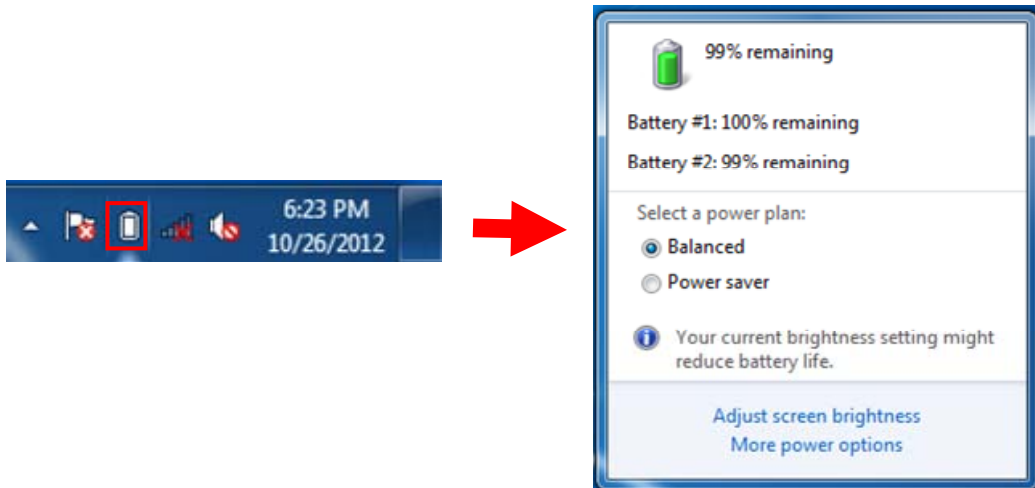 6:23 PM
10/26/2012
99% remaining
Battery #1: 100% remaining
Battery #2: 99% remaining
Select a power plan:
Balanced
Power saver
Your current brightness setting might
reduce battery life.
Adjust screen brightness
More power options